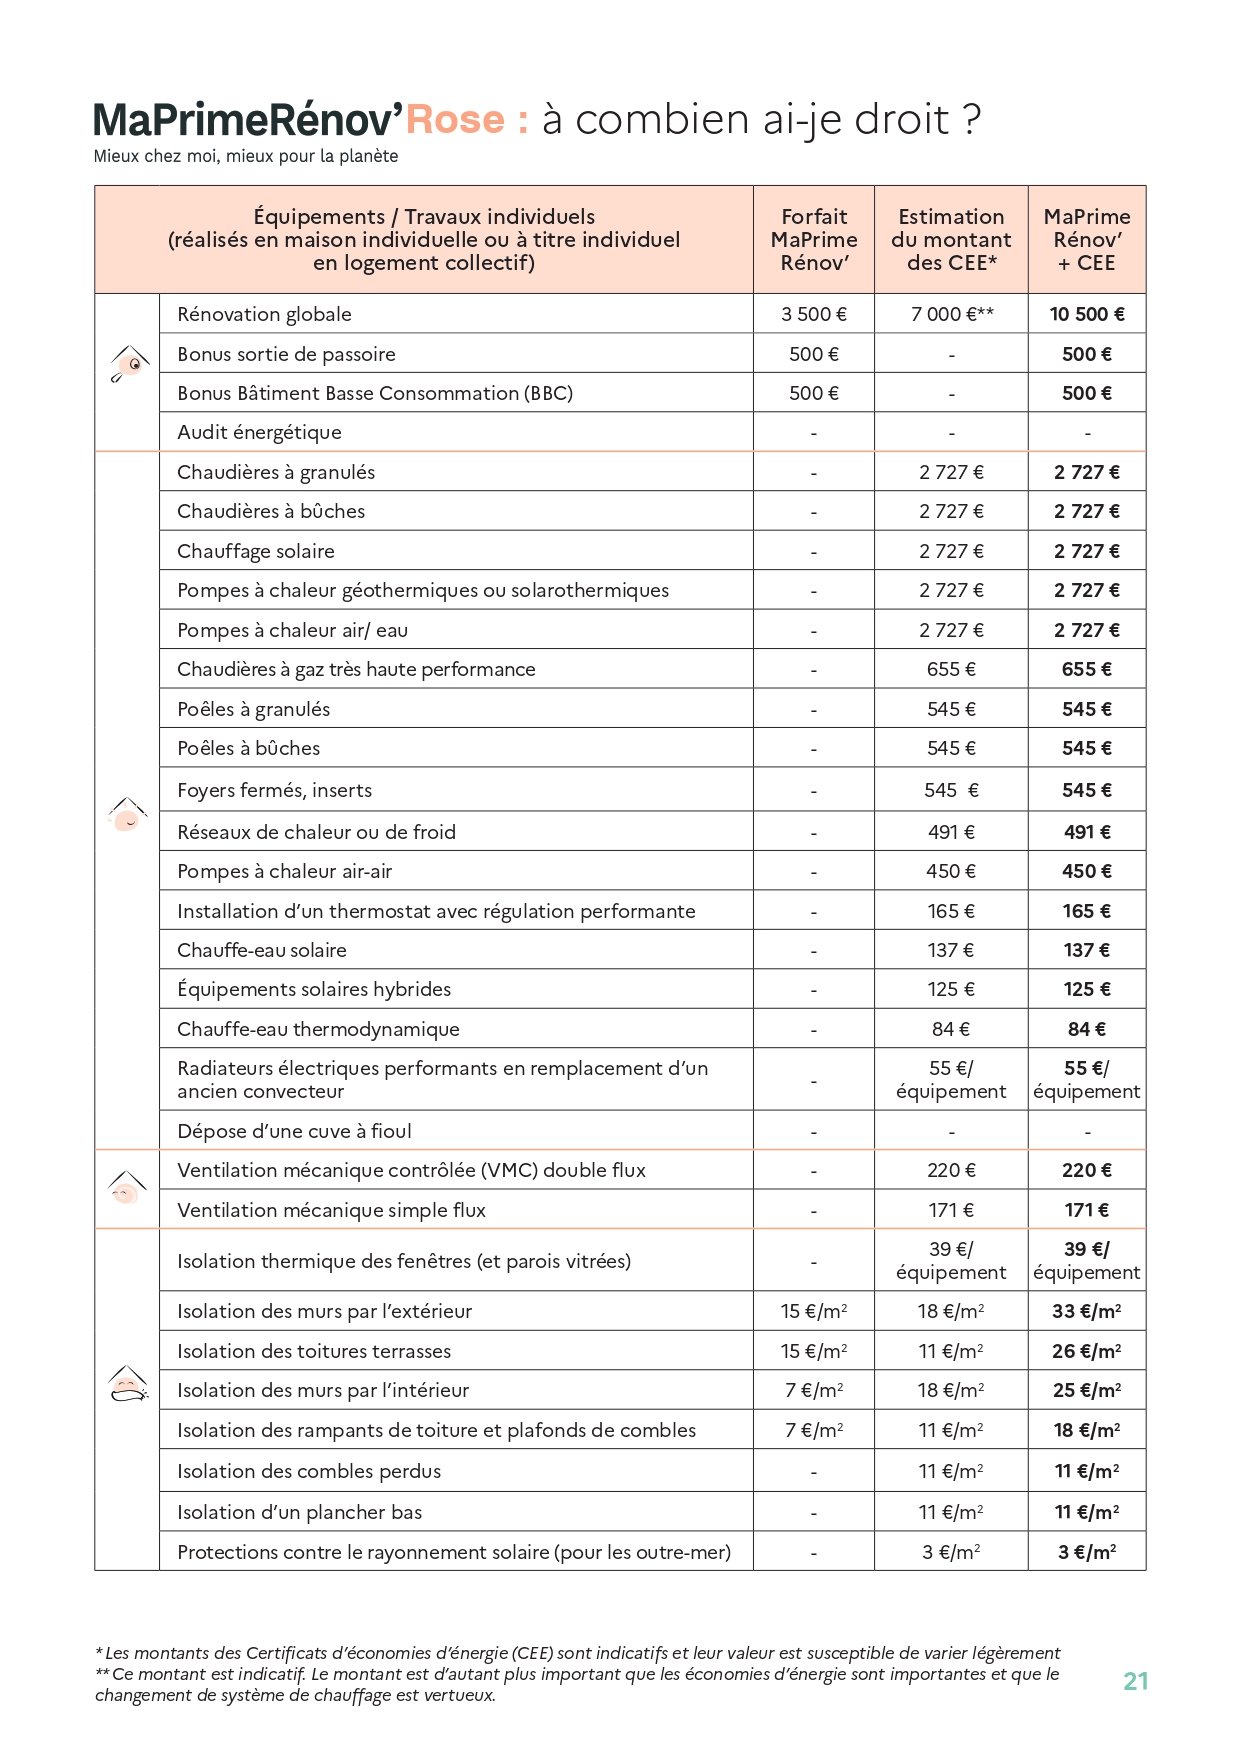 MaPrimeRénov’Rose : à combien ai-je droit ?
Mieux chez moi, mieux pour la planète
Équipements / Travaux individuels
(réalisés en maison individuelle ou à titre individuel
en logement collectif)
Forfait
MaPrime
Rénov’
Estimation
du montant
des CEE*
MaPrime
Rénov’
+ CEE
Rénovation globale 3 500 € 7 000 €** 10 500 €
Bonus sortie de passoire 500 € - 500 €
Bonus Bâtiment Basse Consommation (BBC) 500 € - 500 €
Audit énergétique - - -
Chaudières à granulés - 2 727 € 2 727 €
Chaudières à bûches - 2 727 € 2 727 €
Chauffage solaire - 2 727 € 2 727 €
Pompes à chaleur géothermiques ou solarothermiques - 2 727 € 2 727 €
Pompes à chaleur air/ eau - 2 727 € 2 727 €
Chaudières à gaz très haute performance - 655 € 655 €
Poêles à granulés - 545 € 545 €
Poêles à bûches - 545 € 545 €
Foyers fermés, inserts - 545 € 545 €
Réseaux de chaleur ou de froid - 491 € 491 €
Pompes à chaleur air-air - 450 € 450 €
Installation d’un thermostat avec régulation performante - 165 € 165 €
Chauffe-eau solaire - 137 € 137 €
Équipements solaires hybrides - 125 € 125 €
Chauffe-eau thermodynamique - 84 € 84 €
Radiateurs électriques performants en remplacement d’un
ancien convecteur
-
55 €/
équipement
55 €/
équipement
Dépose d’une cuve à fioul - - -
Ventilation mécanique contrôlée (VMC) double flux - 220 € 220 €
Ventilation mécanique simple flux - 171 € 171 €
Isolation thermique des fenêtres (et parois vitrées) -
39 €/
équipement
39 €/
équipement
Isolation des murs par l’extérieur 15 €/m² 18 €/m² 33 €/m²
Isolation des toitures terrasses 15 €/m² 11 €/m² 26 €/m²
Isolation des murs par l’intérieur 7 €/m² 18 €/m² 25 €/m²
Isolation des rampants de toiture et plafonds de combles 7 €/m² 11 €/m² 18 €/m²
Isolation des combles perdus - 11 €/m² 11 €/m²
Isolation d’un plancher bas - 11 €/m² 11 €/m²
Protections contre le rayonnement solaire (pour les outre-mer) - 3 €/m² 3 €/m²
* Les montants des Certificats d’économies d’énergie (CEE) sont indicatifs et leur valeur est susceptible de varier légèrement
** Ce montant est indicatif. Le montant est d’autant plus important que les économies d’énergie sont importantes et que le
changement de système de chauffage est vertueux.
21